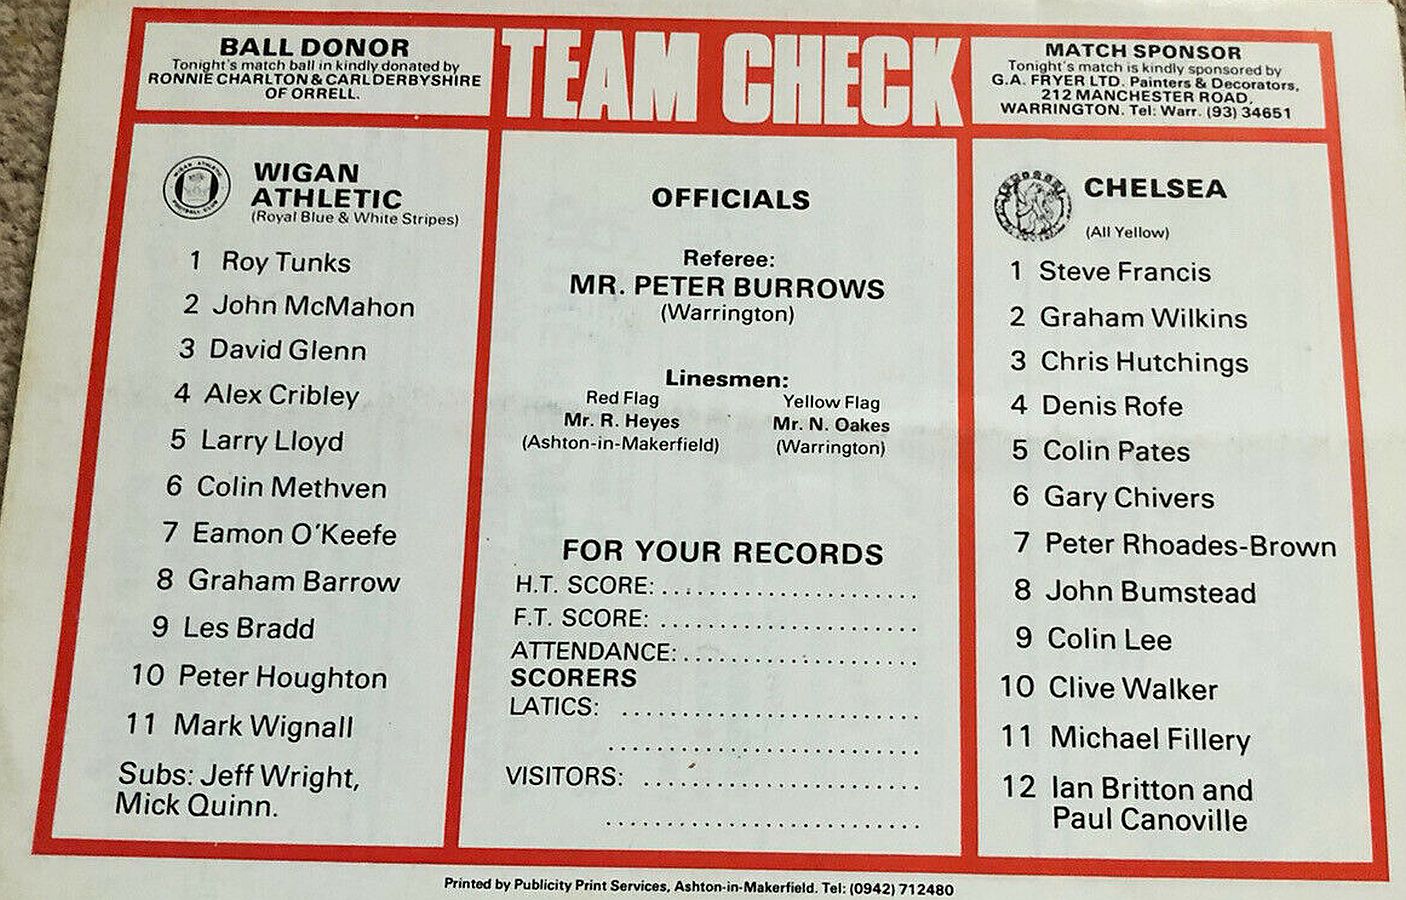 BALL DONOR
Tonight's match ball in kindly donated by
RONNIE CHARLTON & CARL DERBYSHIRE
OF ORRELL.
TEAM CHECK
MATCH SPONSOR
Tonight's match is kindly sponsored by
G.A. FRYER LTD. Painters & Decorators,
212 MANCHESTER ROAD,
WARRINGTON. Tel: Warr. (93) 34651
WIGAN
ATHLETIC
(Royal Blue & White Stripes)
1 Roy Tunks
2 John McMahon
3 David Glenn
4 Alex Cribley
5 Larry Lloyd
6 Colin Methven
7 Eamon O'Keefe
8 Graham Barrow
9 Les Bradd
10 Peter Houghton
11 Mark Wignall
Subs: Jeff Wright,
Mick Quinn.
OFFICIALS
Referee:
MR. PETER BURROWS
(Warrington)
Linesmen:
Red Flag
Mr. R. Heyes
(Ashton-in-Makerfield)
Yellow Flag
Mr. N. Oakes
(Warrington)
FOR YOUR RECORDS
H.T. SCORE:
F.T. SCORE:
ATTENDANCE:
SCORERS
LATICS:
VISITORS:
CHELSEA
(All Yellow)
1 Steve Francis
2 Graham Wilkins
3 Chris Hutchings
4 Denis Rofe
5 Colin Pates
6 Gary Chivers
7 Peter Rhoades-Brown
8 John Bumstead
9 Colin Lee
10 Clive Walker
11 Michael Fillery
12 Ian Britton and
Paul Canoville
Printed by Publicity Print Services, Ashton-in-Makerfield. Tel: (0942) 712480